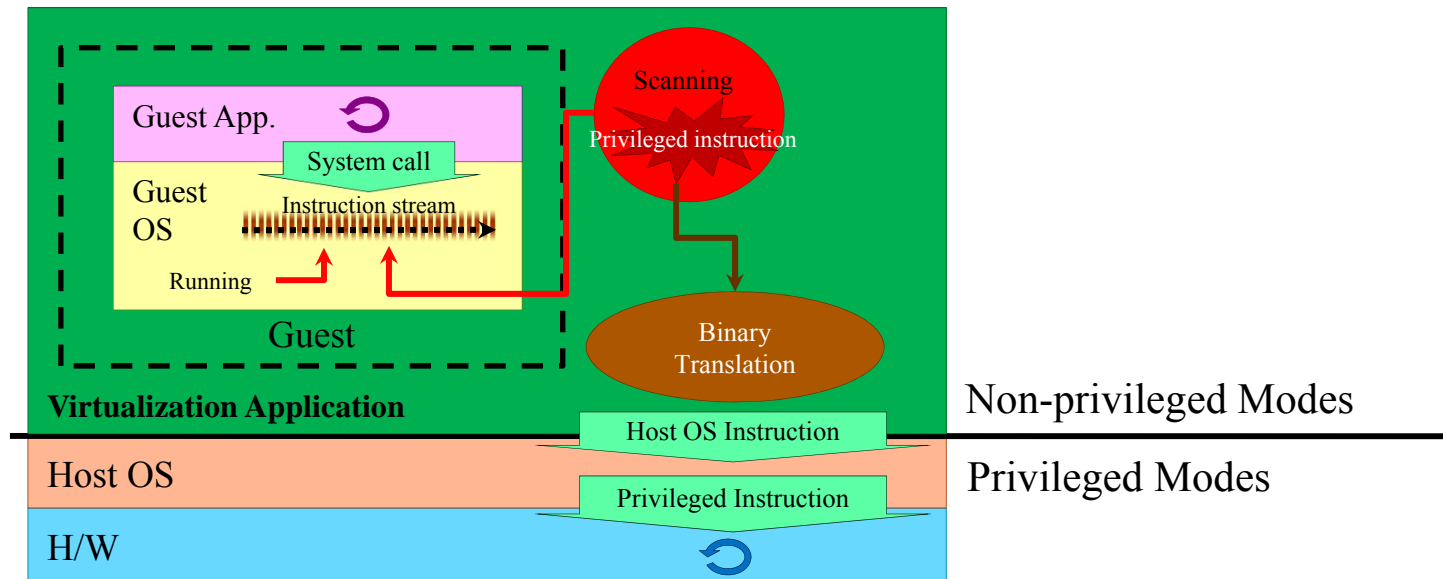 Scanning
Privileged instruction
Guest App.
System call
Guest
OS
Instruction stream
Running
Guest
Binary
Translation
Virtualization Application
Non-privileged Modes
Host OS Instruction
Host OS
Privileged Modes
Privileged Instruction
H/W